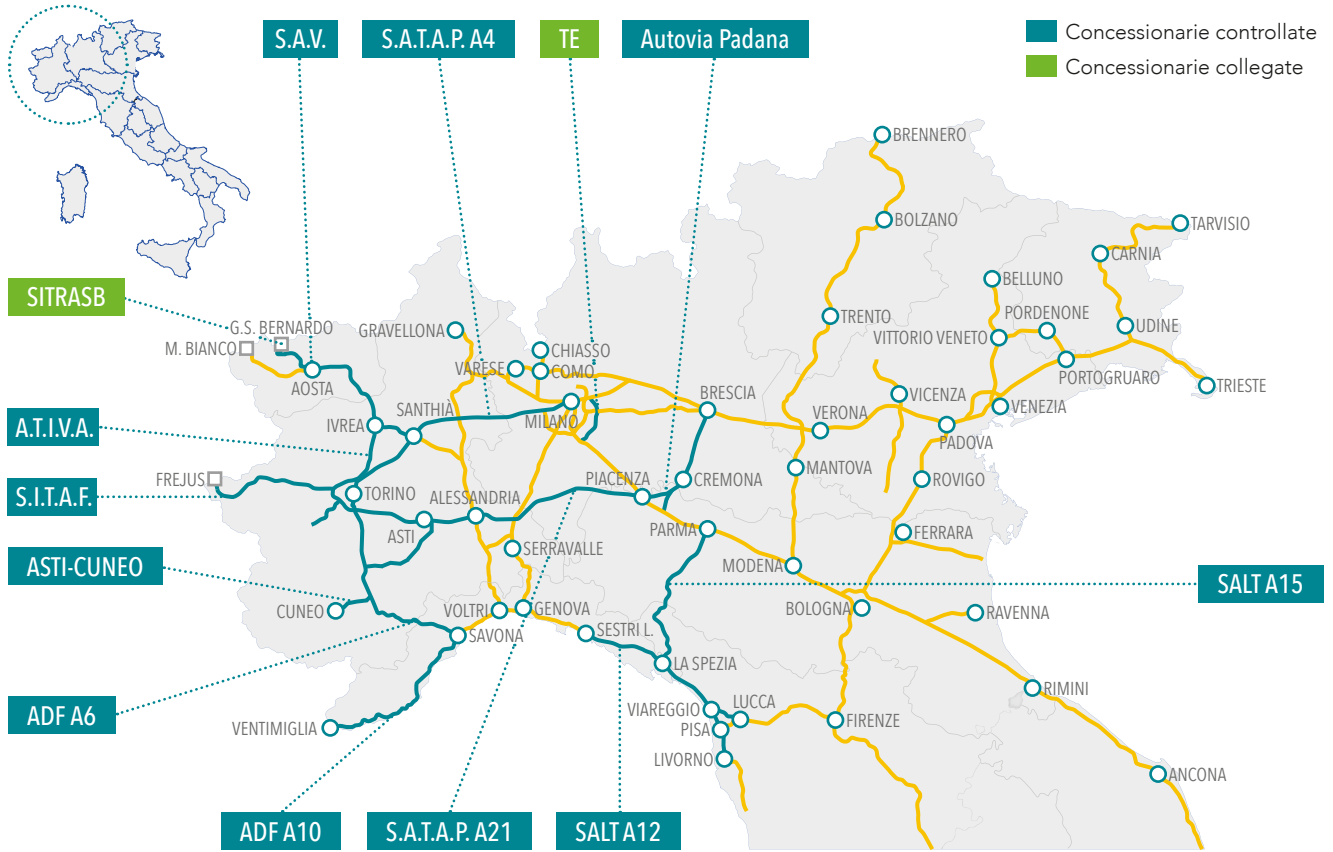 S.A.V.
S.A.T.A.P. A4
TE
Autovia Padana
Concessionarie controllate
Concessionarie collegate
BRENNERO
BOLZANO
TARVISIO
CARNIA
BELLUNO
SITRASB
PORDENONE
G.S. BERNARDO
GRAVELLONA
TRENTO
UDINE
VITTORIO VENETO
M. BIANCO
CHIASSO
VARESE
COMO
PORTOGRUARO
AOSTA
BRESCIA
TRIESTE
VICENZA
SANTHIÀ
VENEZIA
A.T.I.V.A.
IVREA
MILANO
VERONA
PADOVA
MANTOVA
FREJUS
PIACENZA
CREMONA
ROVIGO
S.I.T.A.F.
TORINO
ALESSANDRIA
PARMA
FERRARA
ASTI
SERRAVALLE
ASTI-CUNEO
MODENA
SALT A15
CUNEO
VOLTRI
GENOVA
BOLOGNA
RAVENNA
SAVONA
SESTRI L.
LA SPEZIA
RIMINI
ADF A6
VIAREGGIO
LUCCA
VENTIMIGLIA
PISA
FIRENZE
LIVORNO
ANCONA
ADF A10
S.A.T.A.P. A21
SALT A12